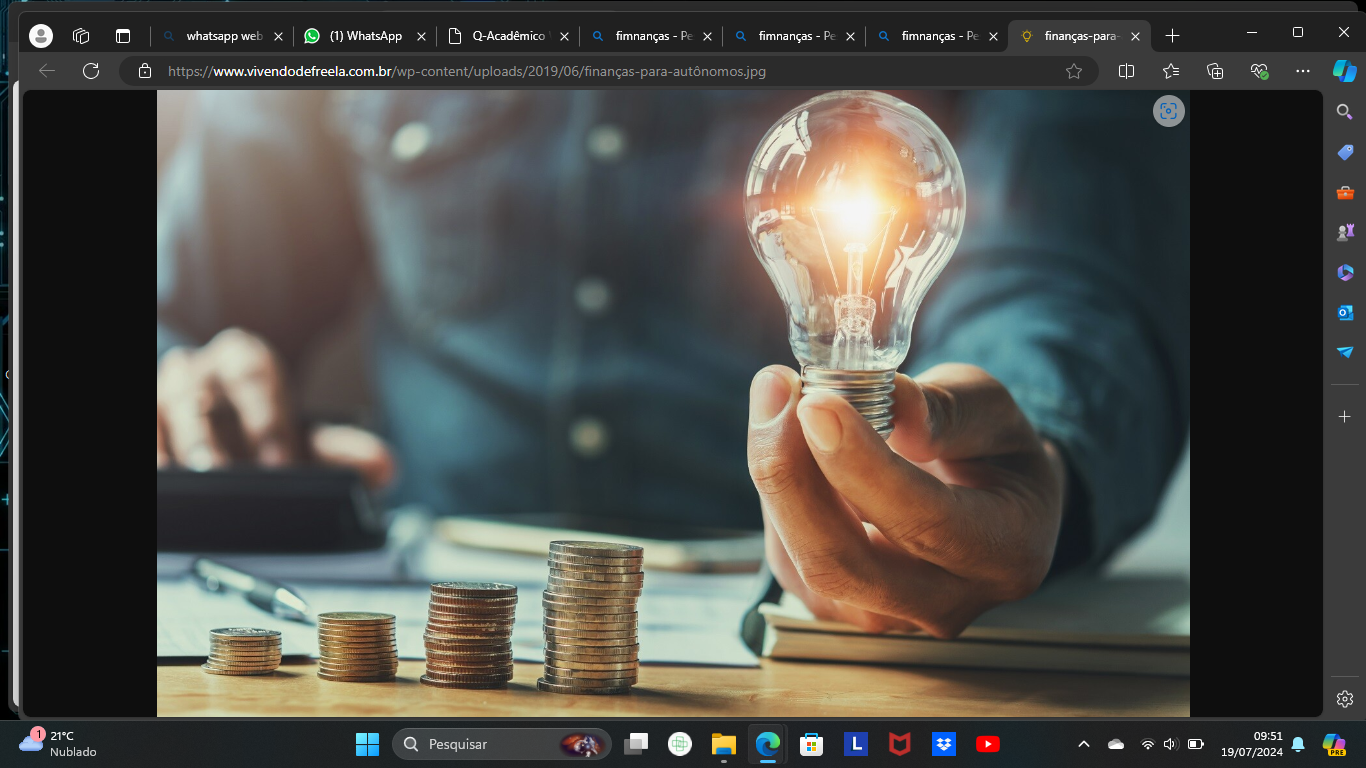 whatsapp web
(1) WhatsApp
Q-Acadêmico
fimnanças - Pe
fimnanças - Pe
fimnanças - Pe
finanças-para-
https://www.vivendodefreela.com.br/wp-content/uploads/2019/06/finanças-para-autônomos.jpg
1
21°C
Nublado
Pesquisar
L
PRE
09:51
19/07/2024